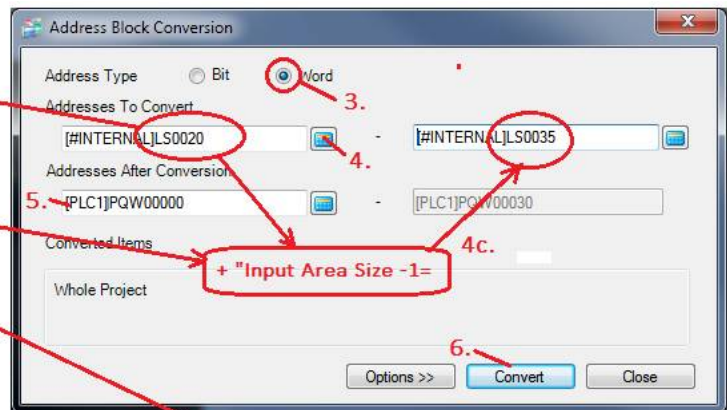 Address Block Conversion
Address Type Bit Word
3.
Addresses To Convert
[#INTERNAL]LS0020 - [#INTERNAL]LS0035
4.
Addresses After Conversion
5. [PLC1]PQW00000 - [PLC1]PQW00030
Converted Items
4c.
+ "Input Area Size -1=
Whole Project
6.
Options >> Convert Close